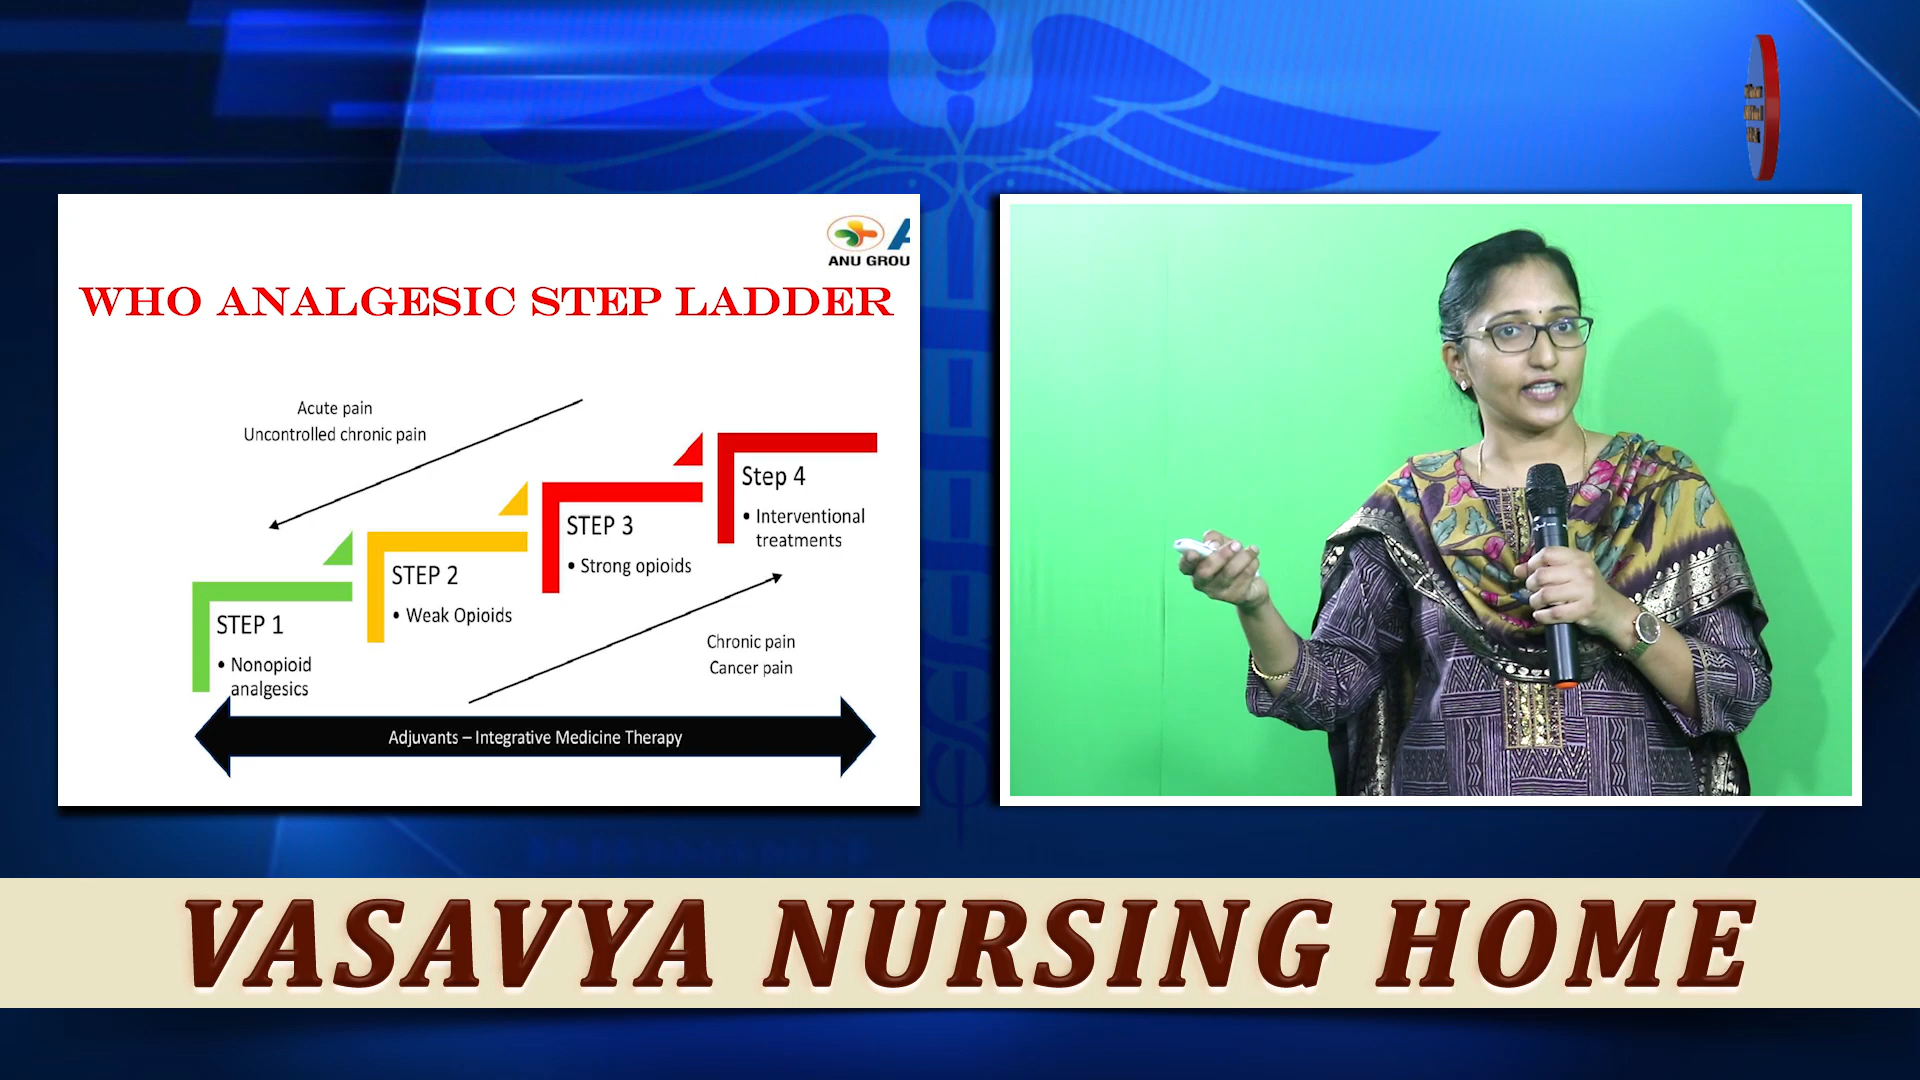 ANU GROU
WHO ANALGESIC STEP LADDER
Acute pain
Uncontrolled chronic pain
Step 4
• Interventional
treatments
STEP 3
• Strong opioids
STEP 2
• Weak Opioids
STEP 1
• Nonopioid
analgesics
Chronic pain
Cancer pain
Adjuvants – Integrative Medicine Therapy
VASAVYA NURSING HOME